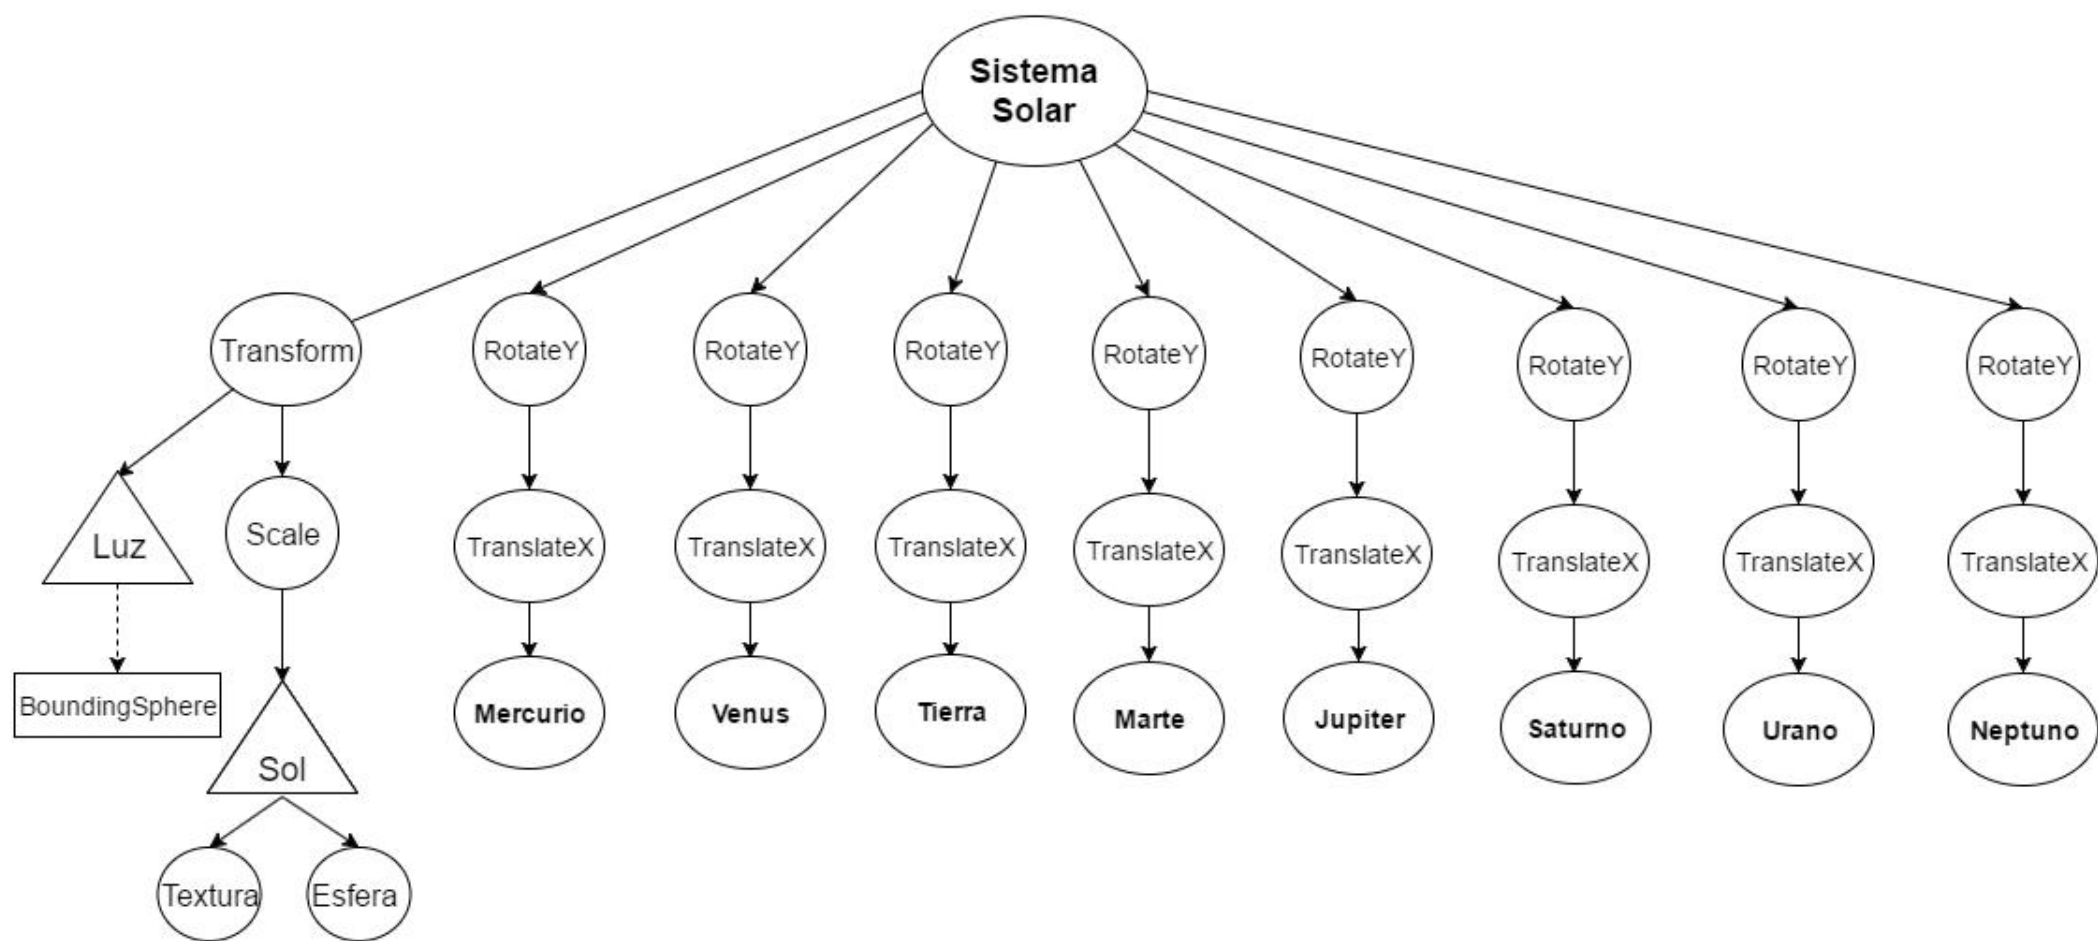 Sistema
Solar
Transform
RotateY
RotateY
RotateY
RotateY
RotateY
RotateY
RotateY
RotateY
Luz
Scale
TranslateX
TranslateX
TranslateX
TranslateX
TranslateX
TranslateX
TranslateX
TranslateX
BoundingSphere
Sol
Mercurio
Venus
Tierra
Marte
Jupiter
Saturno
Urano
Neptuno
Textura
Esfera